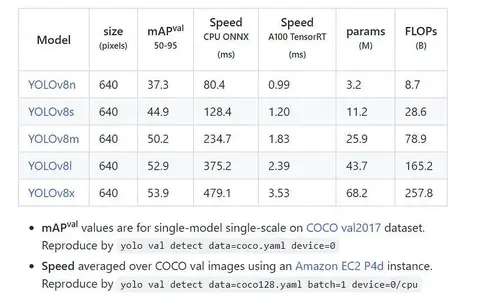 Model size mAPval Speed Speed params FLOPs
(pixels) 50-95 CPU ONNX A100 TensorRT (M) (B)
(ms) (ms)
YOLOv8n 640 37.3 80.4 0.99 3.2 8.7
YOLOv8s 640 44.9 128.4 1.20 11.2 28.6
YOLOv8m 640 50.2 234.7 1.83 25.9 78.9
YOLOv8l 640 52.9 375.2 2.39 43.7 165.2
YOLOv8x 640 53.9 479.1 3.53 68.2 257.8
• mAPval values are for single-model single-scale on COCO val2017 dataset.
Reproduce by yolo val detect data=coco.yaml device=0
• Speed averaged over COCO val images using an Amazon EC2 P4d instance.
Reproduce by yolo val detect data=coco128.yaml batch=1 device=0/cpu